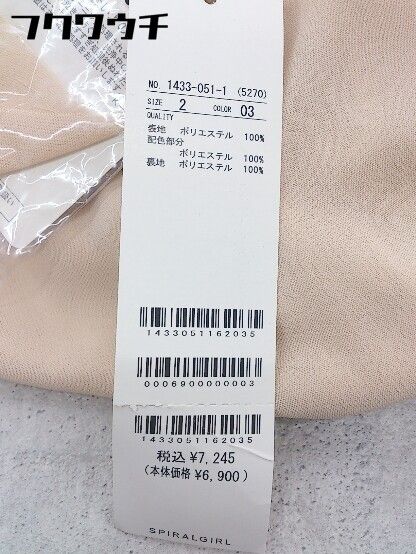 フクウウチ
NO. 1433-051-1 (5270)
SIZE 2 COLOR 03
QUALITY
表地 ポリエステル 100%
配色部分
ポリエステル 100%
裏地 ポリエステル 100%
1433051162035
0006900000003
1433051162035
税込 ¥7,245
(本体価格 ¥6,900)
SPIRALGIRL